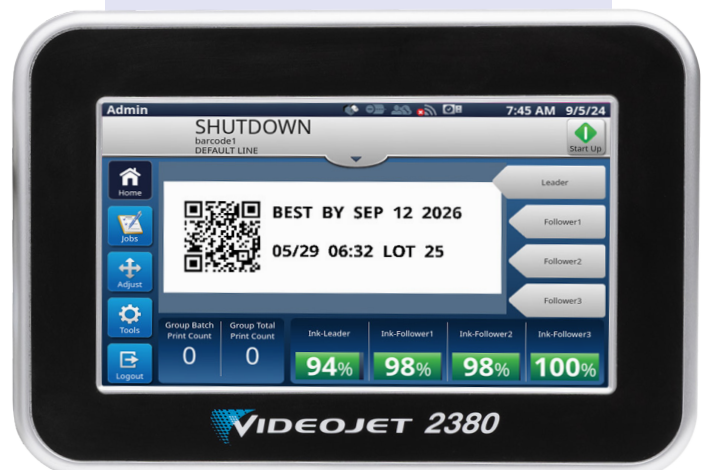 Admin
7:45 AM 9/5/24
SHUTDOWN
barcode1
DEFAULT LINE
Start Up
Home
Jobs
Adjust
Tools
Logout
BEST BY SEP 12 2026
05/29 06:32 LOT 25
Leader
Follower1
Follower2
Follower3
Group Batch
Print Count
0
Group Total
Print Count
0
Ink-Leader
94%
Ink-Follower1
98%
Ink-Follower2
98%
Ink-Follower3
100%
VIDEOJET 2380